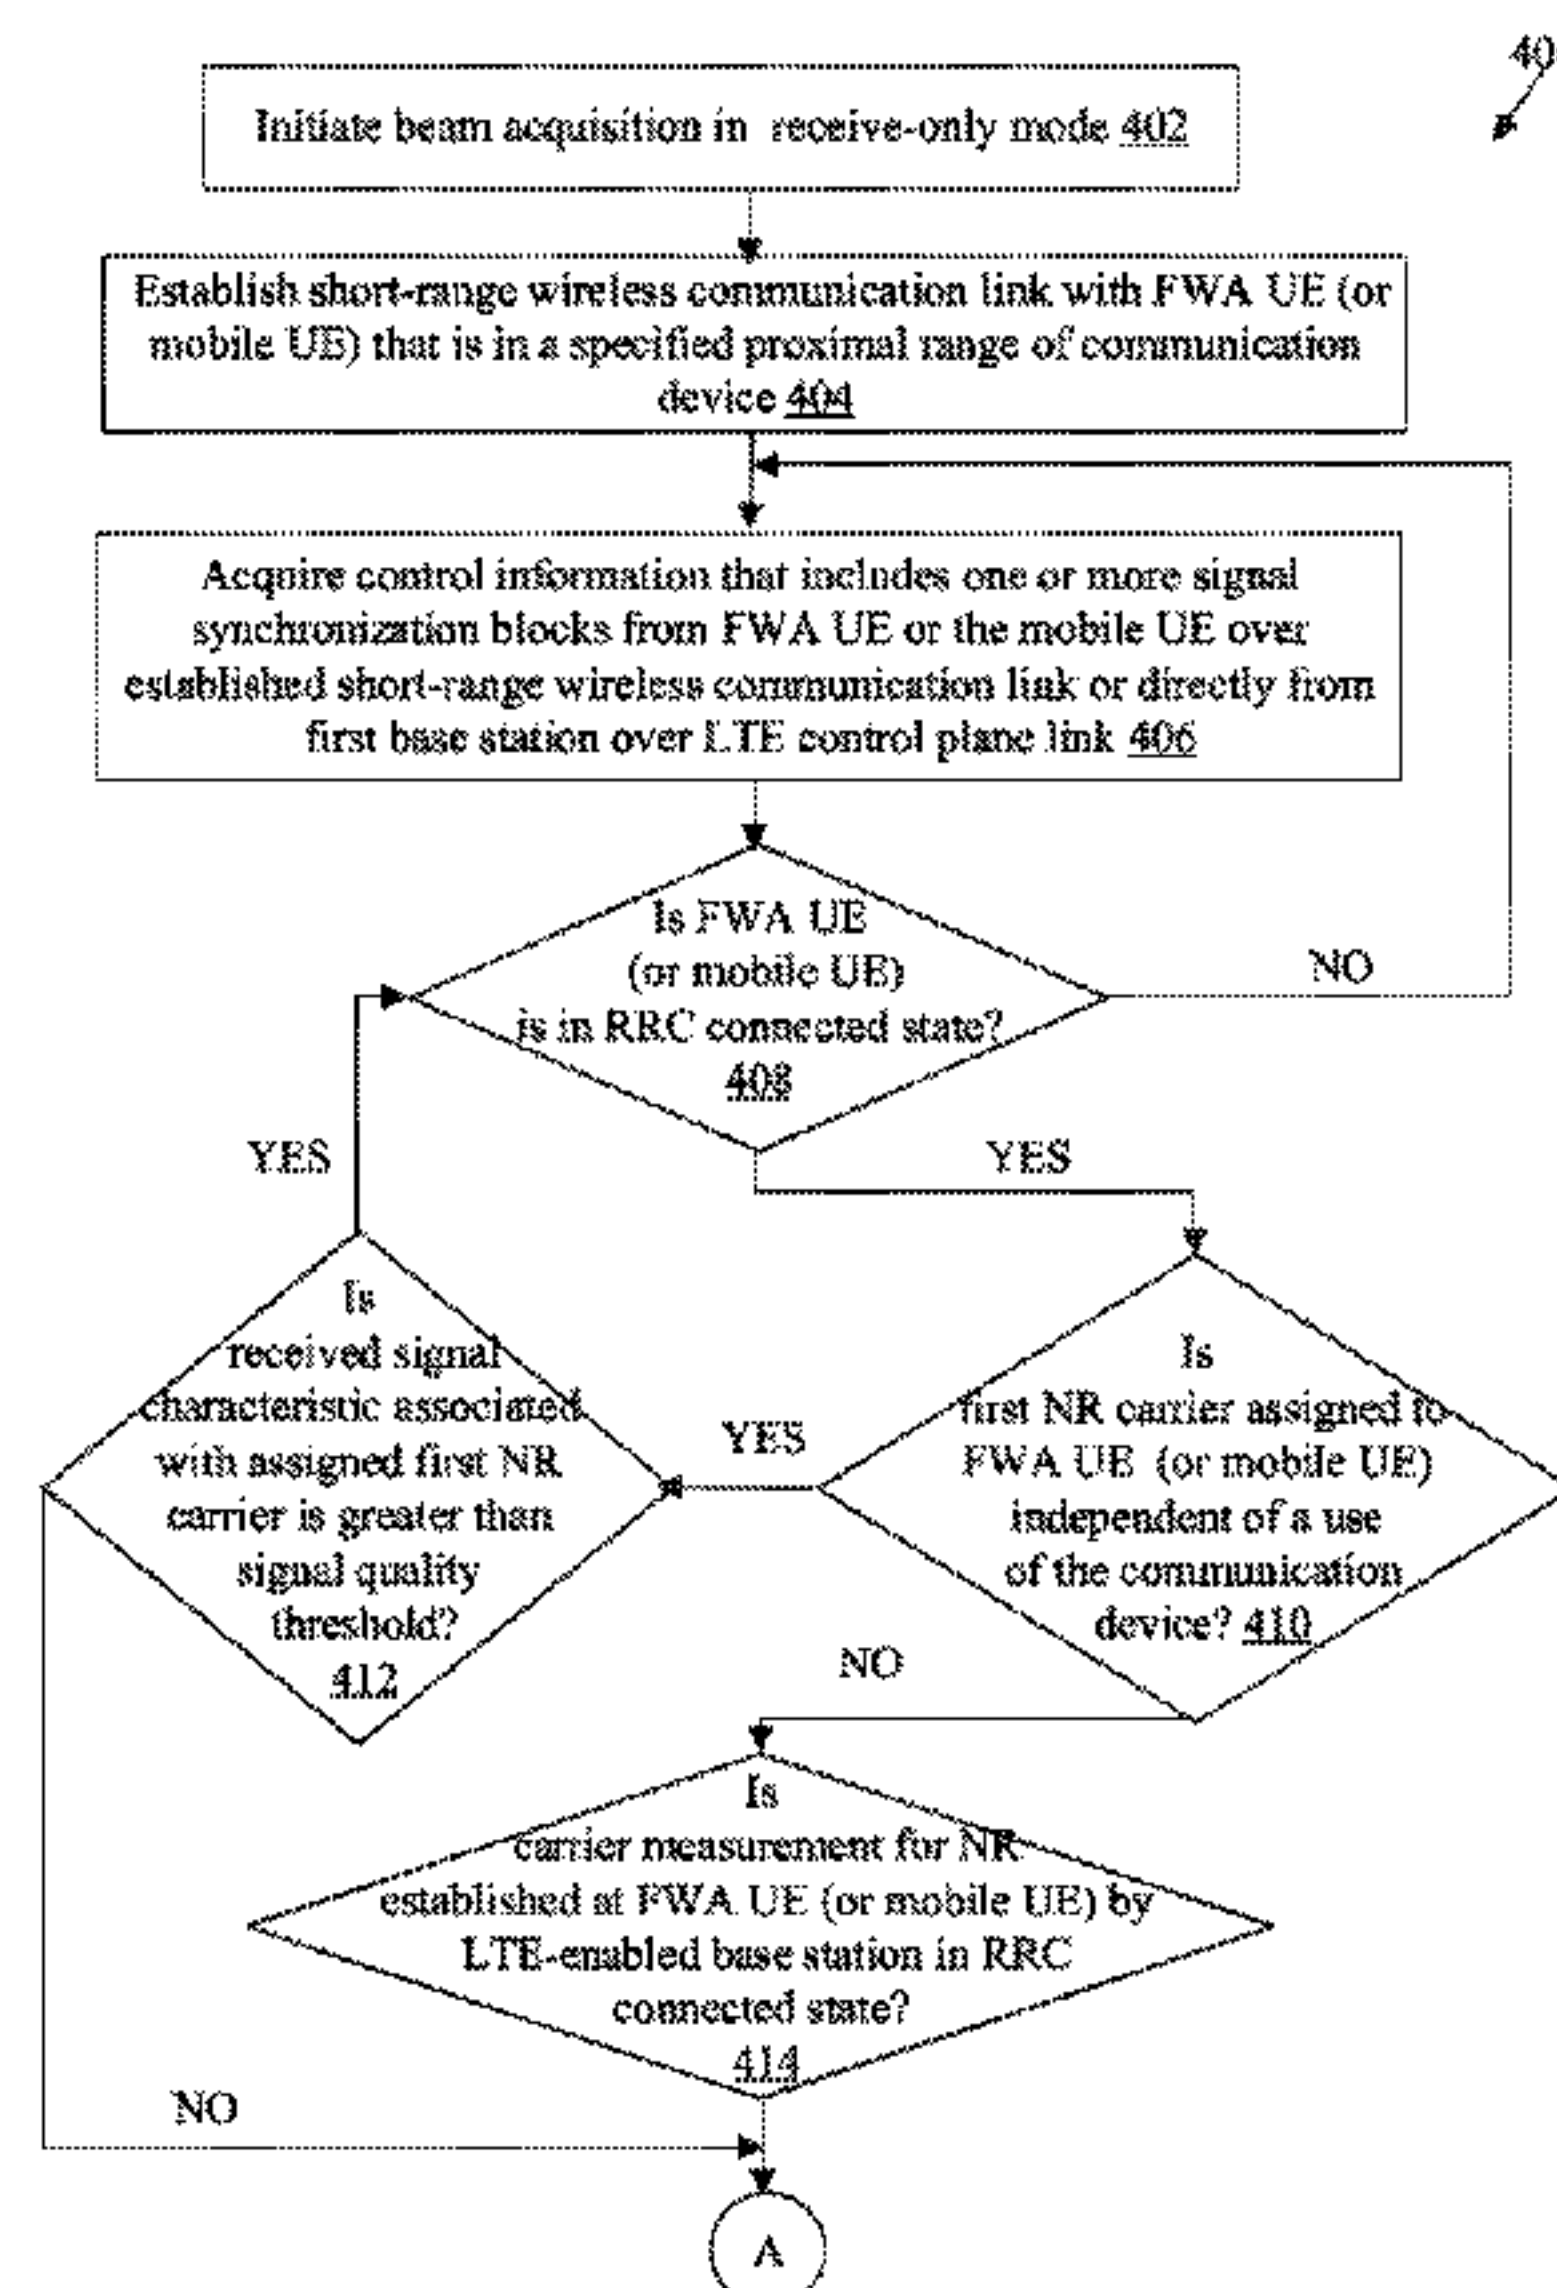 40
Initiate beam acquisition in receive-only mode 402
Establish short-range wireless communication link with FWA UE (or
mobile UE) that is in a specified proximal range of communication
device 404
Acquire control information that includes one or more signal
synchronization blocks from FWA UE or the mobile UE over
established short-range wireless communication link or directly from
first base station over LTE control plane link 406
Is FWA UE
(or mobile UE)
is in RRC connected state?
408
NO
YES
YES
Is
received signal
characteristic associated
with assigned first NR
carrier is greater than
signal quality
threshold?
412
YES
Is
first NR carrier assigned to
FWA UE (or mobile UE)
independent of a use
of the communication
device? 410
NO
Is
carrier measurement for NR
established at FWA UE (or mobile UE) by
LTE-enabled base station in RRC
connected state?
414
NO
A